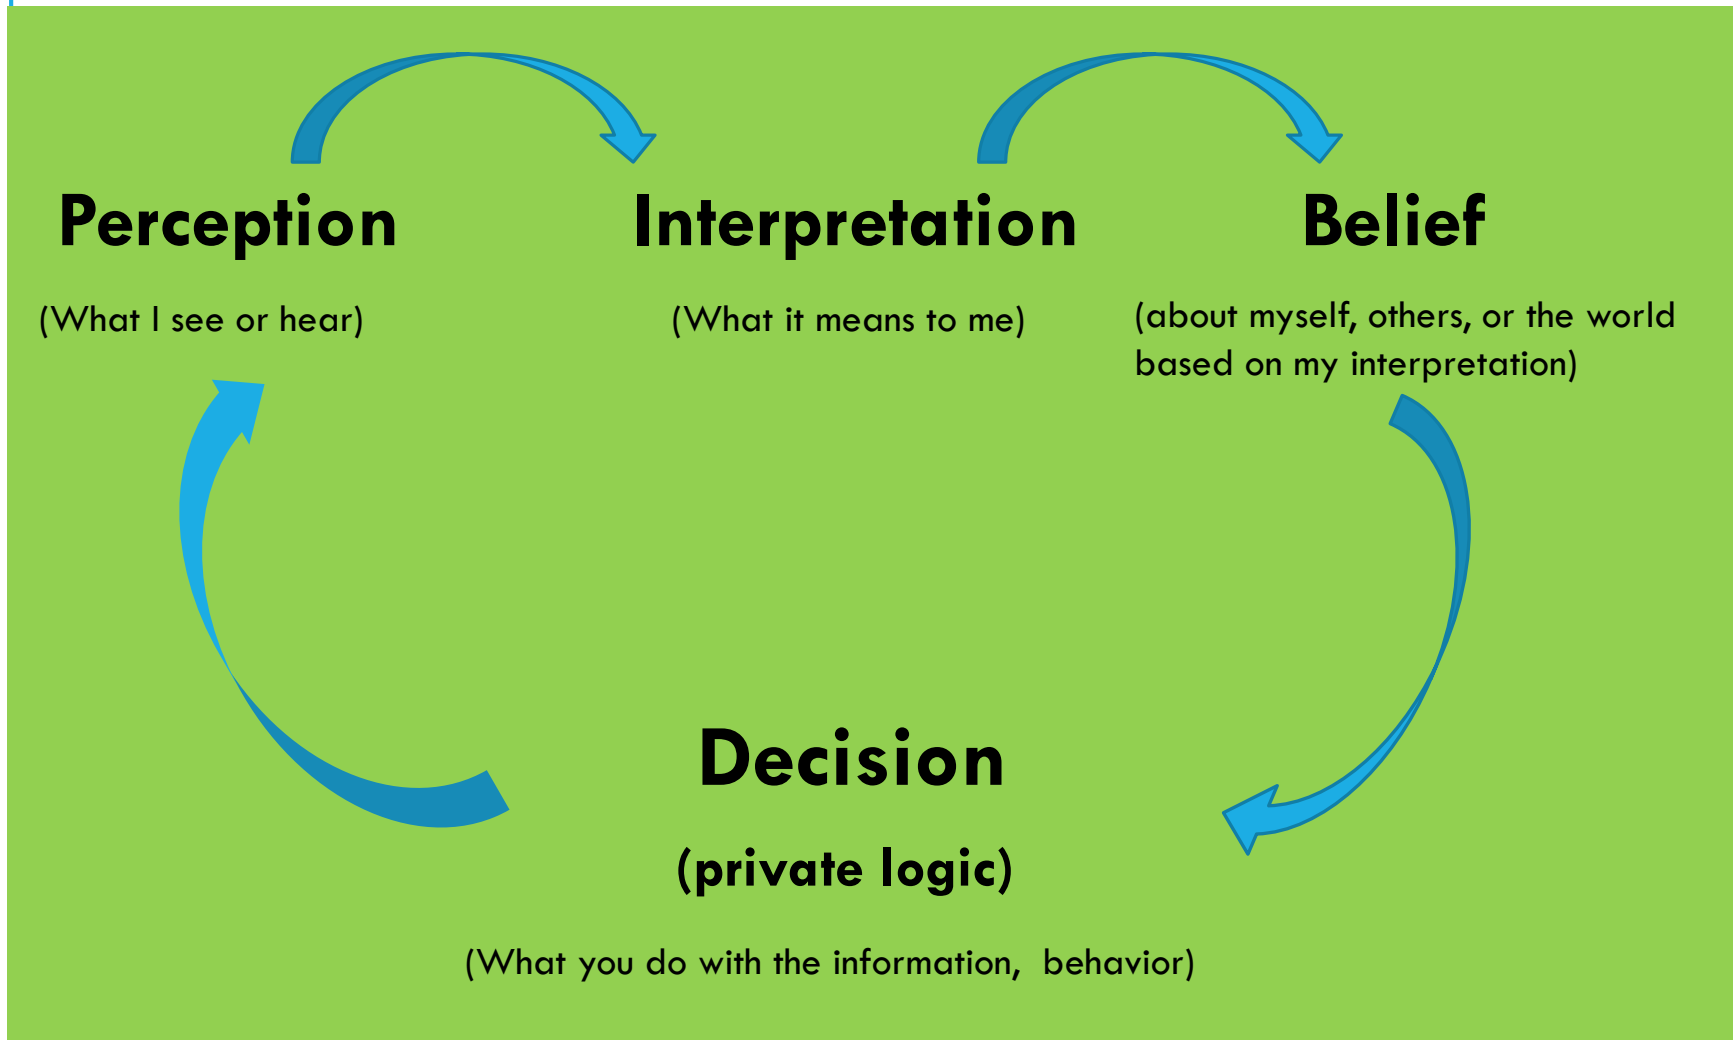 Perception
Interpretation
Belief
(What I see or hear)
(What it means to me)
(about myself, others, or the world
based on my interpretation)
Decision
(private logic)
(What you do with the information,  behavior)